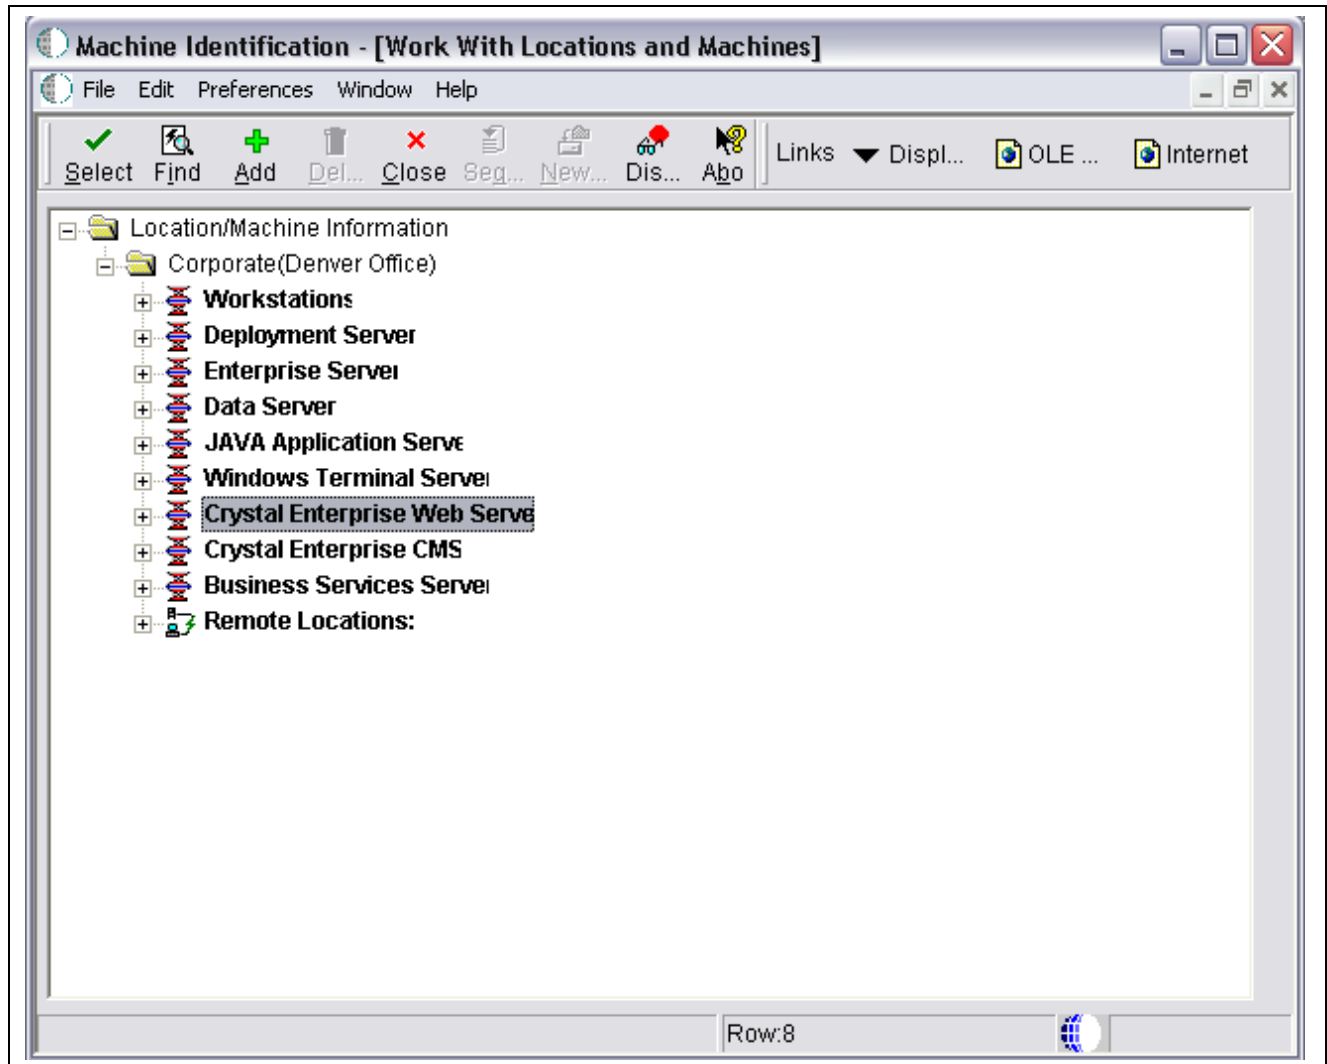 Machine Identification - [Work With Locations and Machines]
File Edit Preferences Window Help
Select Find Add Del... Close Seq... New... Dis... Abo Links Displ... OLE ... Internet
Location/Machine Information
Corporate(Denver Office)
Workstations
Deployment Server
Enterprise Server
Data Server
JAVA Application Serve
Windows Terminal Server
Crystal Enterprise Web Serve
Crystal Enterprise CMS
Business Services Server
Remote Locations:
Row:8